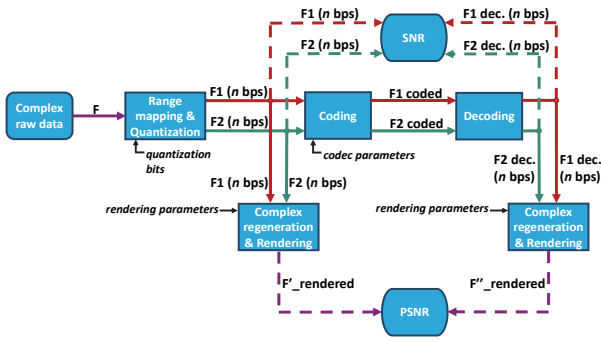 F1 (n bps)
F1 dec. (n bps)
SNR
F2 (n bps)
F2 dec. (n bps)
Complex
raw data
F
Range
mapping &
Quantization
F1 (n bps)
F2 (n bps)
Coding
F1 coded
F2 coded
Decoding
quantization
bits
codec parameters
F1 (n bps)
F2 (n bps)
F2 dec.
(n bps)
F1 dec.
(n bps)
rendering parameters
Complex
regeneration
& Rendering
rendering parameters
Complex
regeneration
& Rendering
F'_rendered
F''_rendered
PSNR